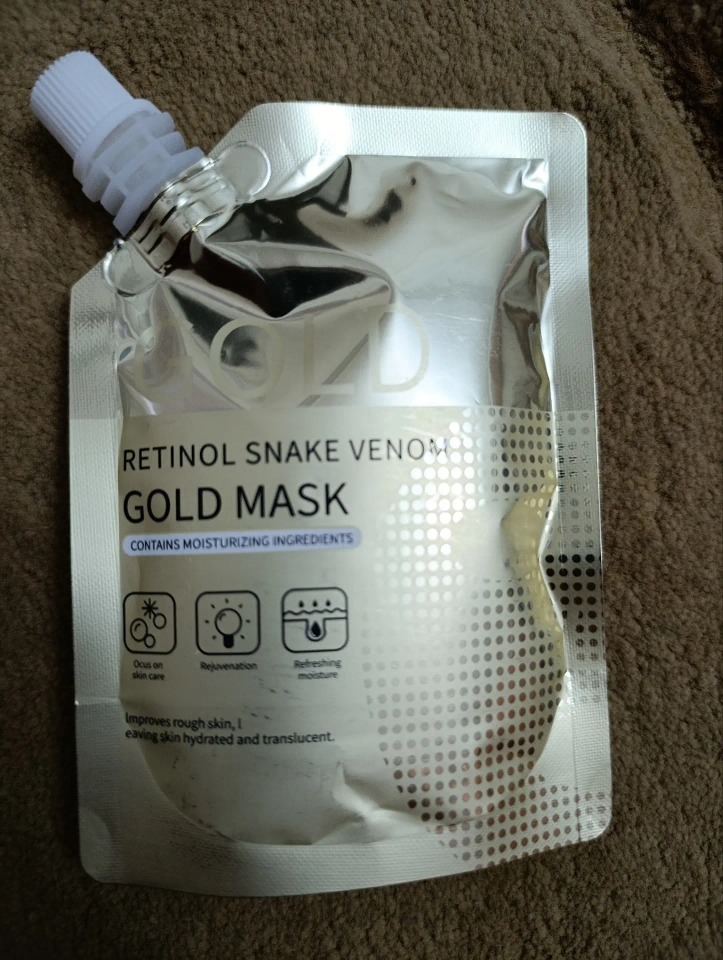 GOLD
RETINOL SNAKE VENOM
GOLD MASK
CONTAINS MOISTURIZING INGREDIENTS
Ocus on
skin care
Rejuvenation
Refreshing
moisture
Improves rough skin, l
eaving skin hydrated and translucent.